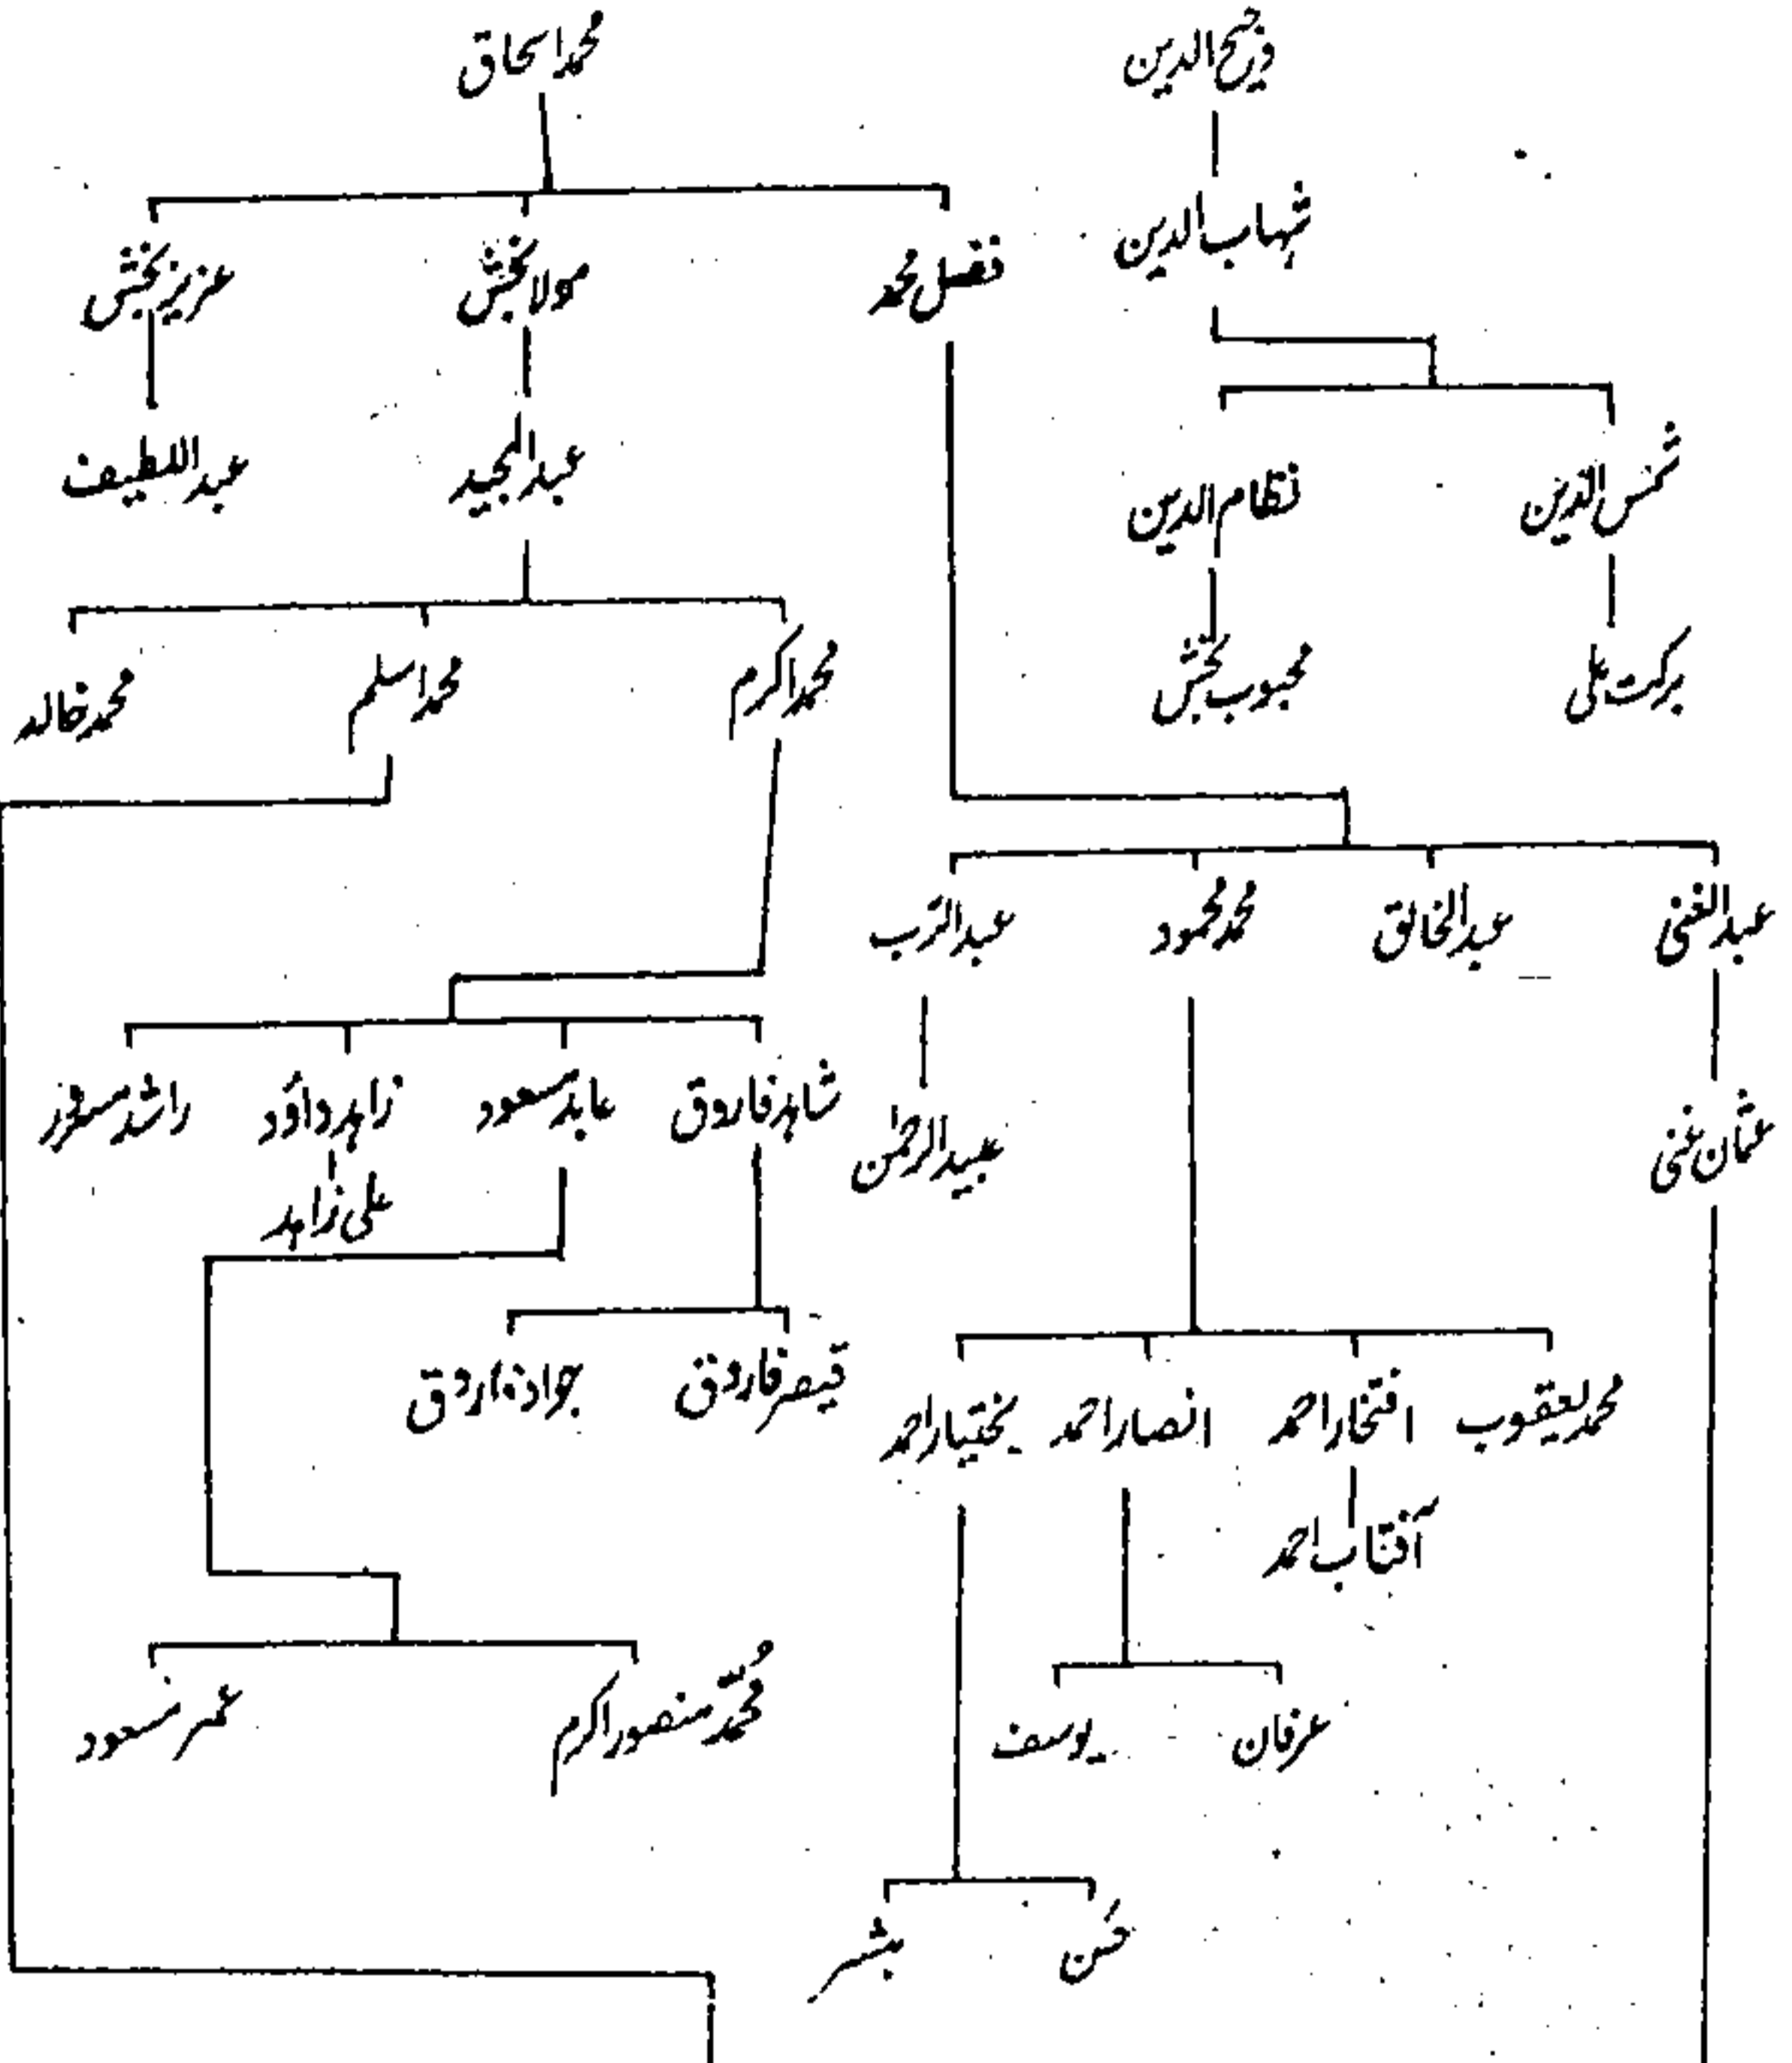 ذبیح الدین
محمد اسحاق
شہاب الدین
فضل محمد
مولا بخش
عزیز بخش
شمس الدین
نظام الدین
عبدالمجید
عبداللطیف
برکت علی
محبوب بخش
محمد اکرم
محمد اسلم
محمد خالد
عبدالغنی
عبدالخالق
محمد محمود
عبدالرب
عثمان غنی
عبیدالرحمٰن
شاہد فاروق
عابد مسعود
زاہد داؤد
راشد سرور
علی زاہد
محمد یعقوب
افتخار احمد
انصار احمد
بختیار احمد
قیصر فاروق
جواد فاروق
آفتاب احمد
عرفان
یوسف
محمد منصور اکرم
عمر مسعود
حسن
مبشر